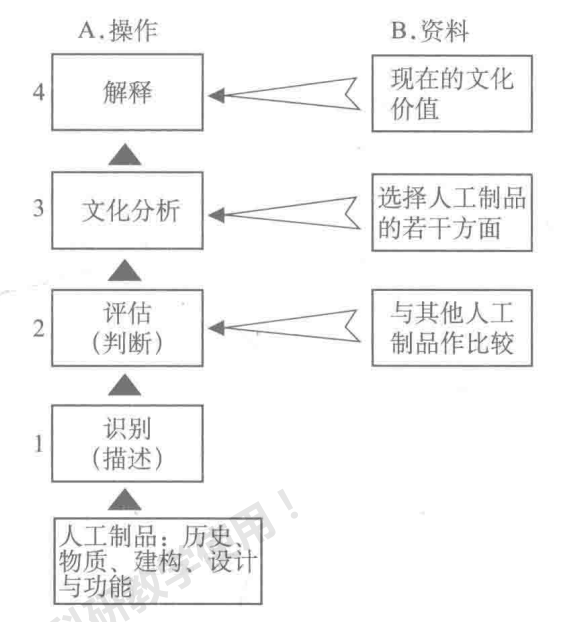 A.操作
B.资料
4
解释
现在的文化
价值
3
文化分析
选择人工制品
的若干方面
2
评估
(判断)
与其他人工
制品作比较
1
识别
(描述)
人工制品：历史、
物质、建构、设计
与功能
科研教学使用！